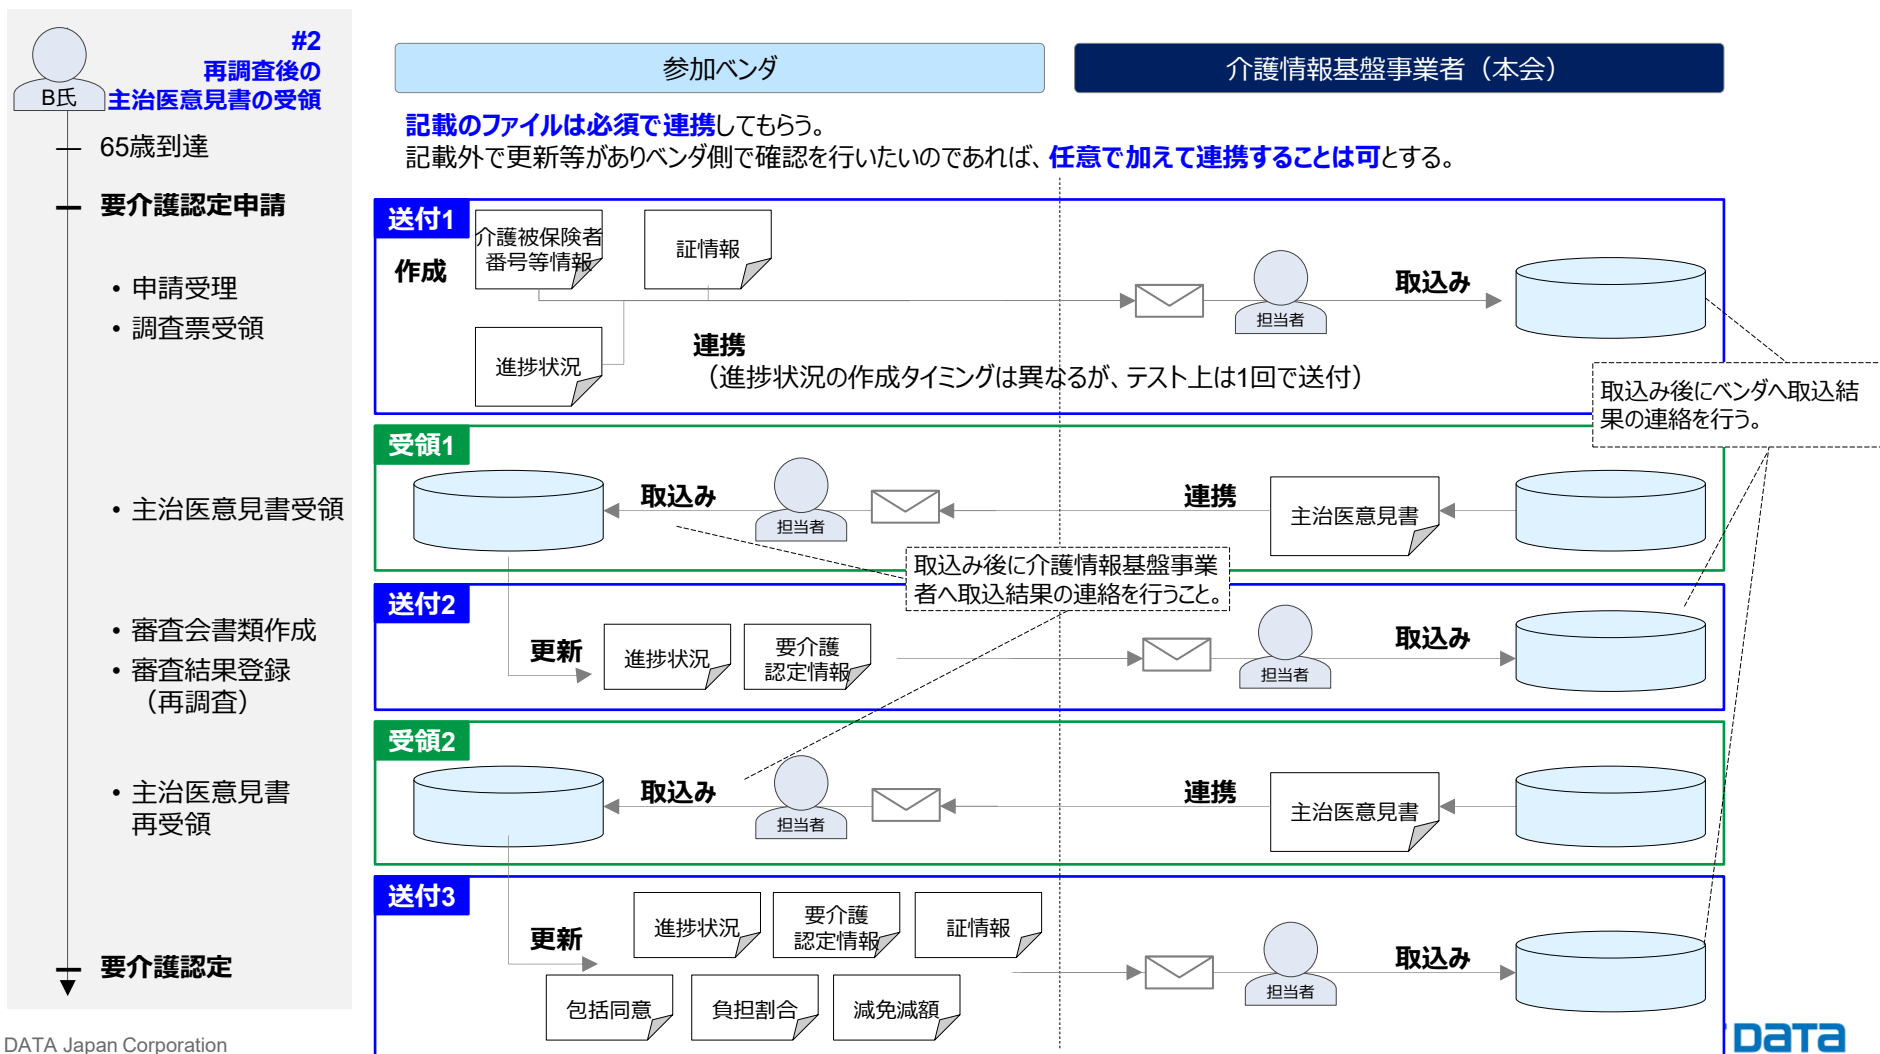 #2
再調査後の
主治医意見書の受領
B氏
65歳到達
要介護認定申請
・申請受理
・調査票受領
・主治医意見書受領
・審査会書類作成
・審査結果登録
（再調査）
・主治医意見書
再受領
要介護認定
参加ベンダ
介護情報基盤事業者（本会）
記載のファイルは必須で連携してもらう。
記載外で更新等がありベンダ側で確認を行いたいのであれば、任意で加えて連携することは可とする。
送付1
作成
介護被保険者
番号等情報
証情報
進捗状況
連携
（進捗状況の作成タイミングは異なるが、テスト上は1回で送付）
担当者
取込み
取込み後にベンダへ取込結
果の連絡を行う。
受領1
取込み
担当者
連携
主治医意見書
取込み後に介護情報基盤事業
者へ取込結果の連絡を行うこと。
送付2
更新
進捗状況
要介護
認定情報
担当者
取込み
受領2
取込み
担当者
連携
主治医意見書
送付3
更新
進捗状況
要介護
認定情報
証情報
包括同意
負担割合
減免減額
担当者
取込み
DATA Japan Corporation
DATA